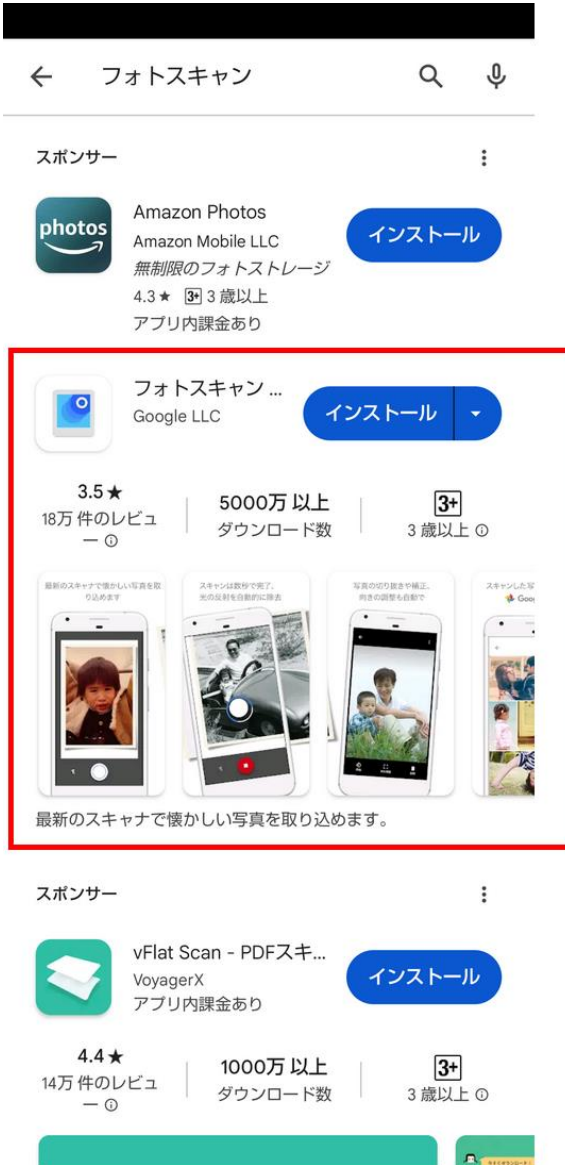 フォトスキャン
スポンサー
photos
Amazon Photos
Amazon Mobile LLC
無制限のフォトストレージ
4.3★ 3+ 3 歳以上
アプリ内課金あり
インストール
フォトスキャン ...
Google LLC
インストール
3.5★
18万 件のレビュ
ー
5000万 以上
ダウンロード数
3+
3 歳以上
最新のスキャナで懐かしい写真を取
り込めます
スキャンは数秒で完了、
光の反射を自動的に除去
写真の切り抜きや補正、
向きの調整も自動で
スキャンした写
Goo
最新のスキャナで懐かしい写真を取り込めます。
スポンサー
vFlat Scan - PDFスキ...
VoyagerX
アプリ内課金あり
インストール
4.4★
14万 件のレビュ
ー
1000万 以上
ダウンロード数
3+
3 歳以上